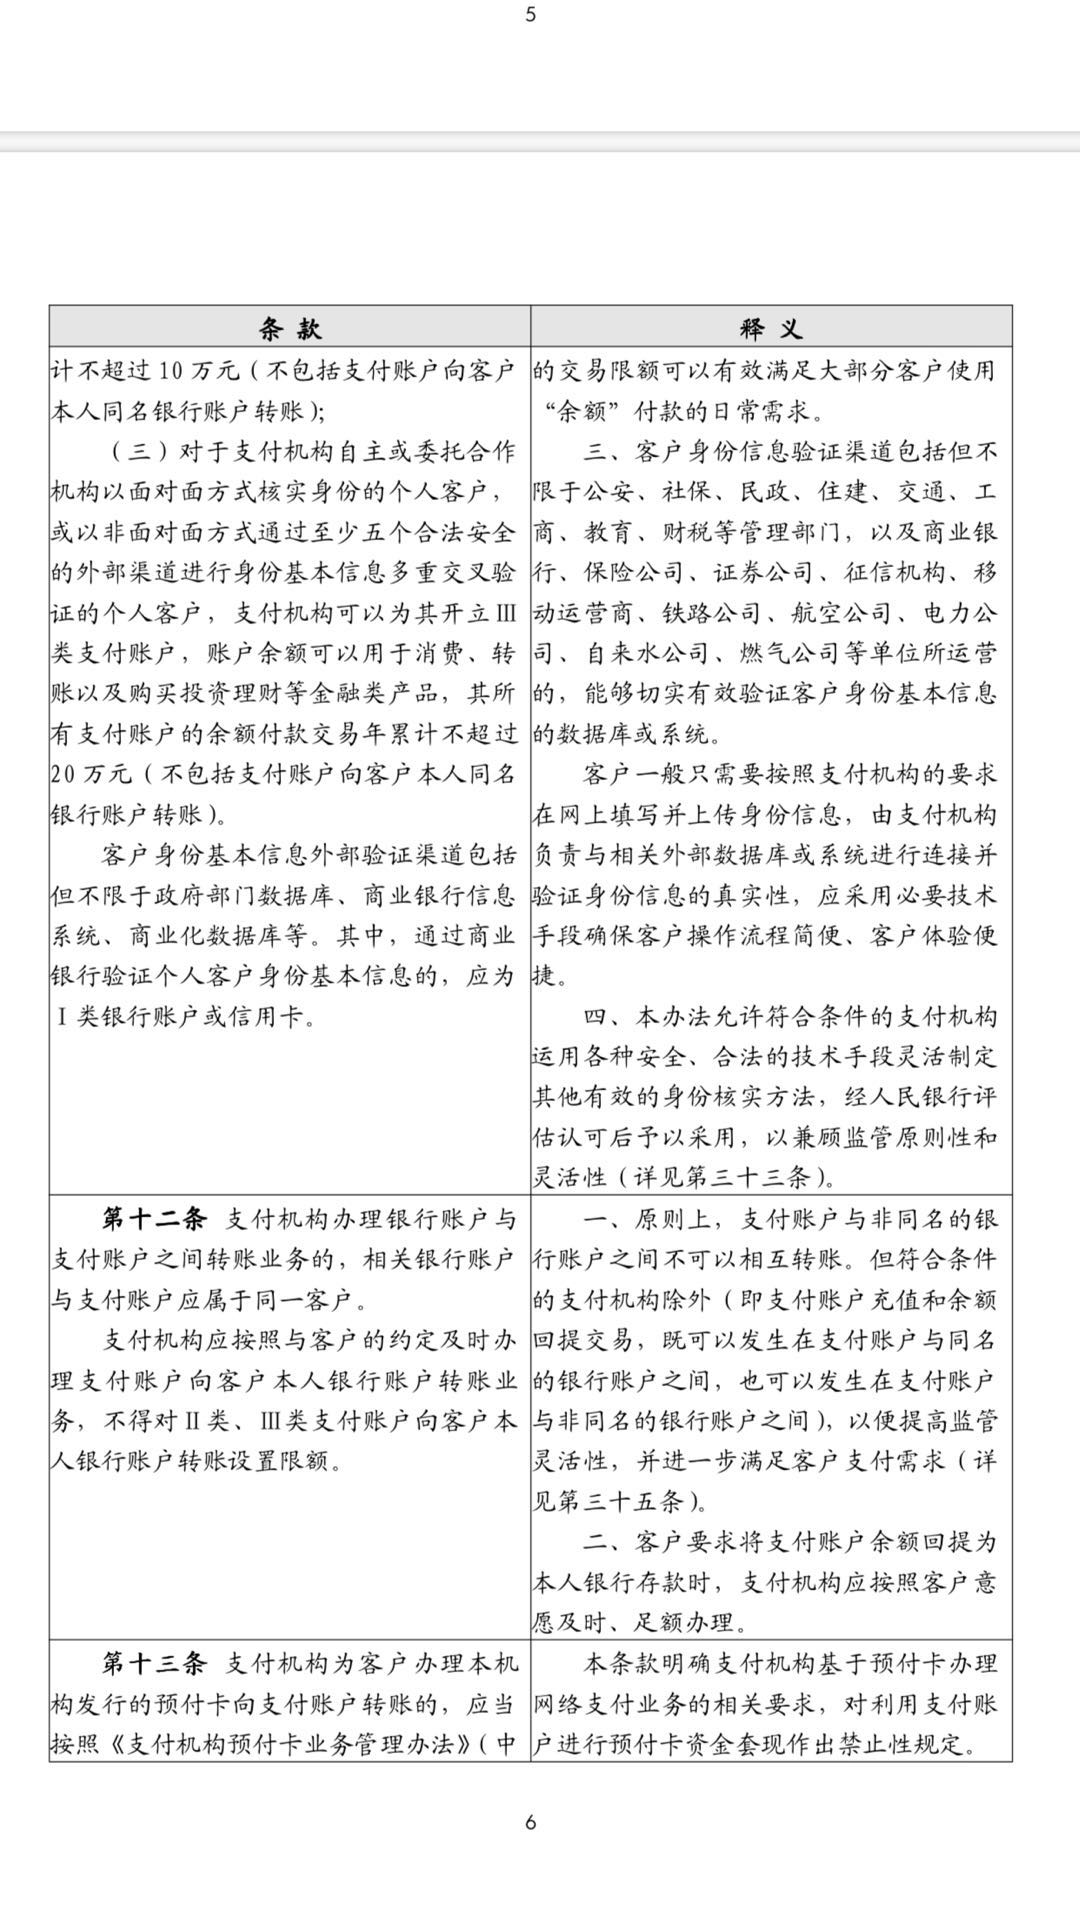 5
条 款
计不超过 10 万元（不包括支付账户向客户
本人同名银行账户转账）；
（三）对于支付机构自主或委托合作
机构以面对面方式核实身份的个人客户，
或以非面对面方式通过至少五个合法安全
的外部渠道进行身份基本信息多重交叉验
证的个人客户，支付机构可以为其开立Ⅲ
类支付账户，账户余额可以用于消费、转
账以及购买投资理财等金融类产品，其所
有支付账户的余额付款交易年累计不超过
20 万元（不包括支付账户向客户本人同名
银行账户转账）。
客户身份基本信息外部验证渠道包括
但不限于政府部门数据库、商业银行信息
系统、商业化数据库等。其中，通过商业
银行验证个人客户身份基本信息的，应为
Ⅰ类银行账户或信用卡。
释 义
的交易限额可以有效满足大部分客户使用
“余额”付款的日常需求。
三、客户身份信息验证渠道包括但不
限于公安、社保、民政、住建、交通、工
商、教育、财税等管理部门，以及商业银
行、保险公司、证券公司、征信机构、移
动运营商、铁路公司、航空公司、电力公
司、自来水公司、燃气公司等单位所运营
的，能够切实有效验证客户身份基本信息
的数据库或系统。
客户一般只需要按照支付机构的要求
在网上填写并上传身份信息，由支付机构
负责与相关外部数据库或系统进行连接并
验证身份信息的真实性，应采用必要技术
手段确保客户操作流程简便、客户体验便
捷。
四、本办法允许符合条件的支付机构
运用各种安全、合法的技术手段灵活制定
其他有效的身份核实方法，经人民银行评
估认可后予以采用，以兼顾监管原则性和
灵活性（详见第三十三条）。
第十二条 支付机构办理银行账户与
支付账户之间转账业务的，相关银行账户
与支付账户应属于同一客户。
支付机构应按照与客户的约定及时办
理支付账户向客户本人银行账户转账业
务，不得对Ⅱ类、Ⅲ类支付账户向客户本
人银行账户转账设置限额。
一、原则上，支付账户与非同名的银
行账户之间不可以相互转账。但符合条件
的支付机构除外（即支付账户充值和余额
回提交易，既可以发生在支付账户与同名
的银行账户之间，也可以发生在支付账户
与非同名的银行账户之间），以便提高监管
灵活性，并进一步满足客户支付需求（详
见第三十五条）。
二、客户要求将支付账户余额回提为
本人银行存款时，支付机构应按照客户意
愿及时、足额办理。
第十三条 支付机构为客户办理本机
构发行的预付卡向支付账户转账的，应当
按照《支付机构预付卡业务管理办法》（中
本条款明确支付机构基于预付卡办理
网络支付业务的相关要求，对利用支付账
户进行预付卡资金套现作出禁止性规定。
6